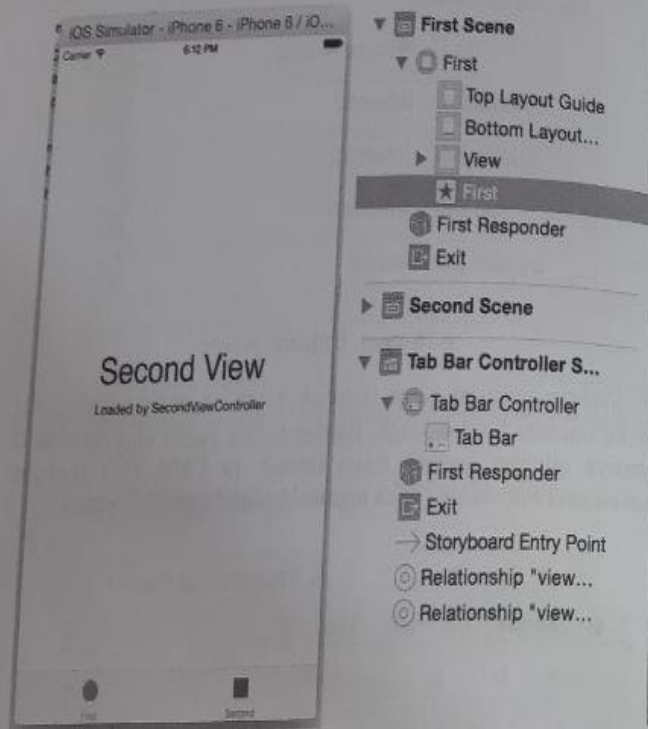 iOS Simulator - iPhone 6 - iPhone 6 / iO...
Carrier
6:12 PM
Second View
Loaded by SecondViewController
First
Second
First Scene
First
Top Layout Guide
Bottom Layout...
View
First
First Responder
Exit
Second Scene
Tab Bar Controller S...
Tab Bar Controller
Tab Bar
First Responder
Exit
Storyboard Entry Point
Relationship "view...
Relationship "view...